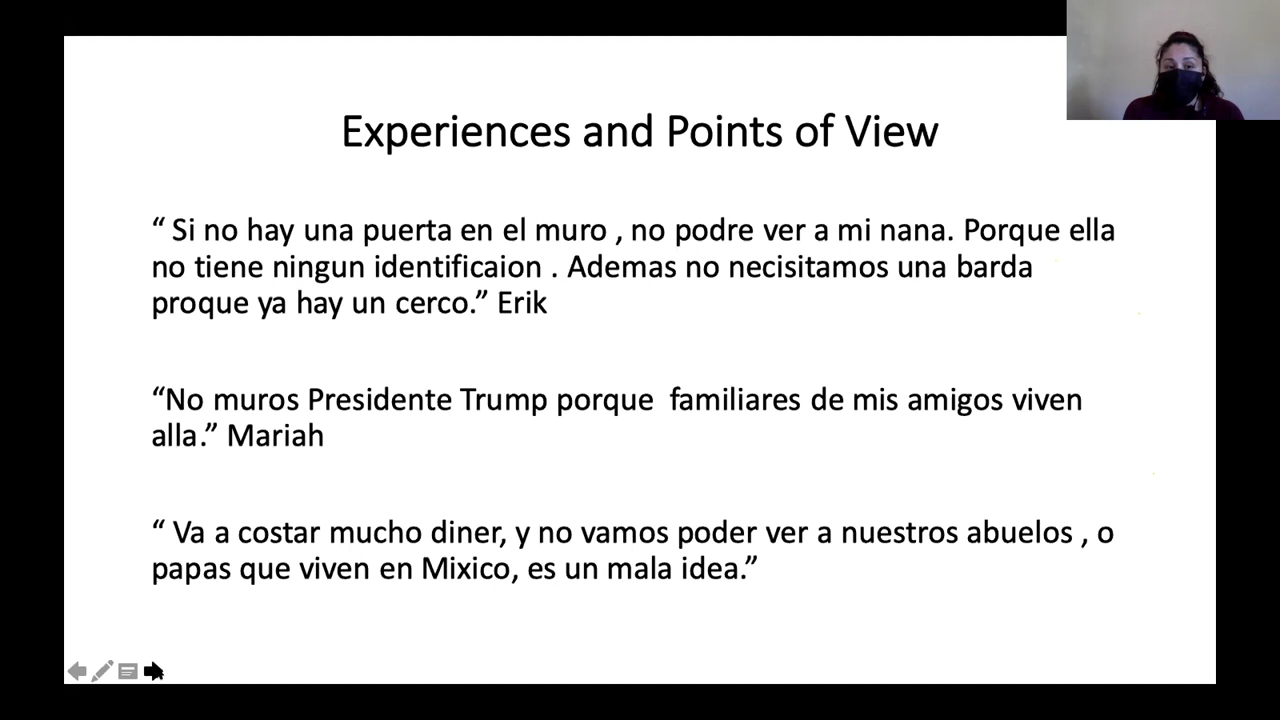 Experiences and Points of View
“ Si no hay una puerta en el muro , no podre ver a mi nana. Porque ella
no tiene ningun identificaion . Ademas no necisitamos una barda
proque ya hay un cerco.” Erik
“No muros Presidente Trump porque  familiares de mis amigos viven
alla.” Mariah
“ Va a costar mucho diner, y no vamos poder ver a nuestros abuelos , o
papas que viven en Mixico, es un mala idea.”